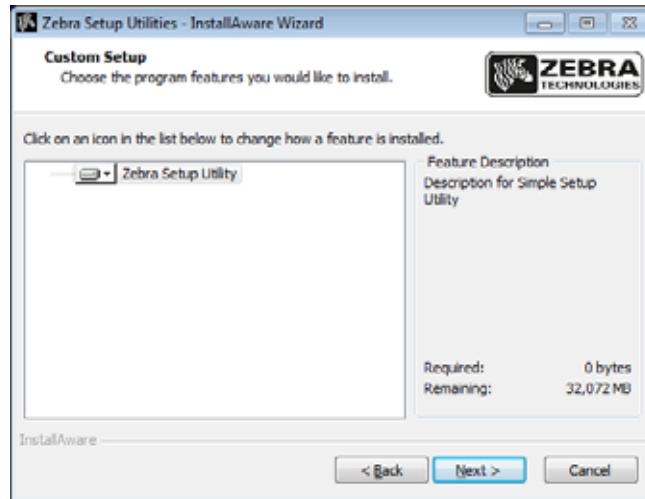 Zebra Setup Utilities - InstallAware Wizard
Custom Setup
Choose the program features you would like to install.
ZEBRA
TECHNOLOGIES
Click on an icon in the list below to change how a feature is installed.
Zebra Setup Utility
Feature Description
Description for Simple Setup
Utility
Required: 0 bytes
Remaining: 32,072 MB
InstallAware
< Back Next > Cancel